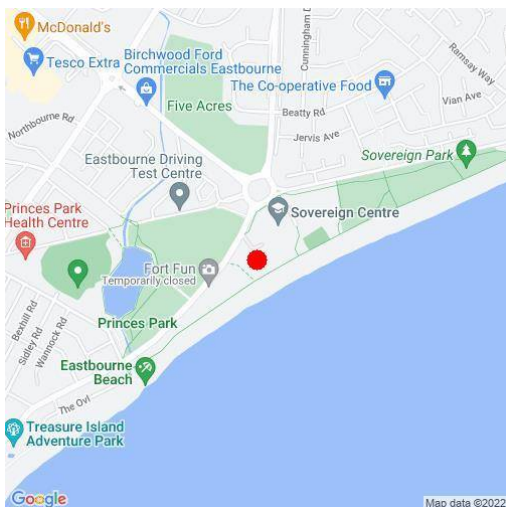 McDonald's
Tesco Extra
Birchwood Ford
Commercials Eastbourne
Cunningham D
Ramsay Way
The Co-operative Food
Vian Ave
Five Acres
Beatty Rd
Northbourne Rd
Jervis Ave
Eastbourne Driving
Test Centre
Sovereign Park
Princes Park
Health Centre
Sovereign Centre
Fort Fun
Temporarily closed
Bexhill Rd
Sidley Rd
Wannock Rd
Princes Park
Eastbourne
Beach
The Ovl
Treasure Island
Adventure Park
Google
Map data ©2022